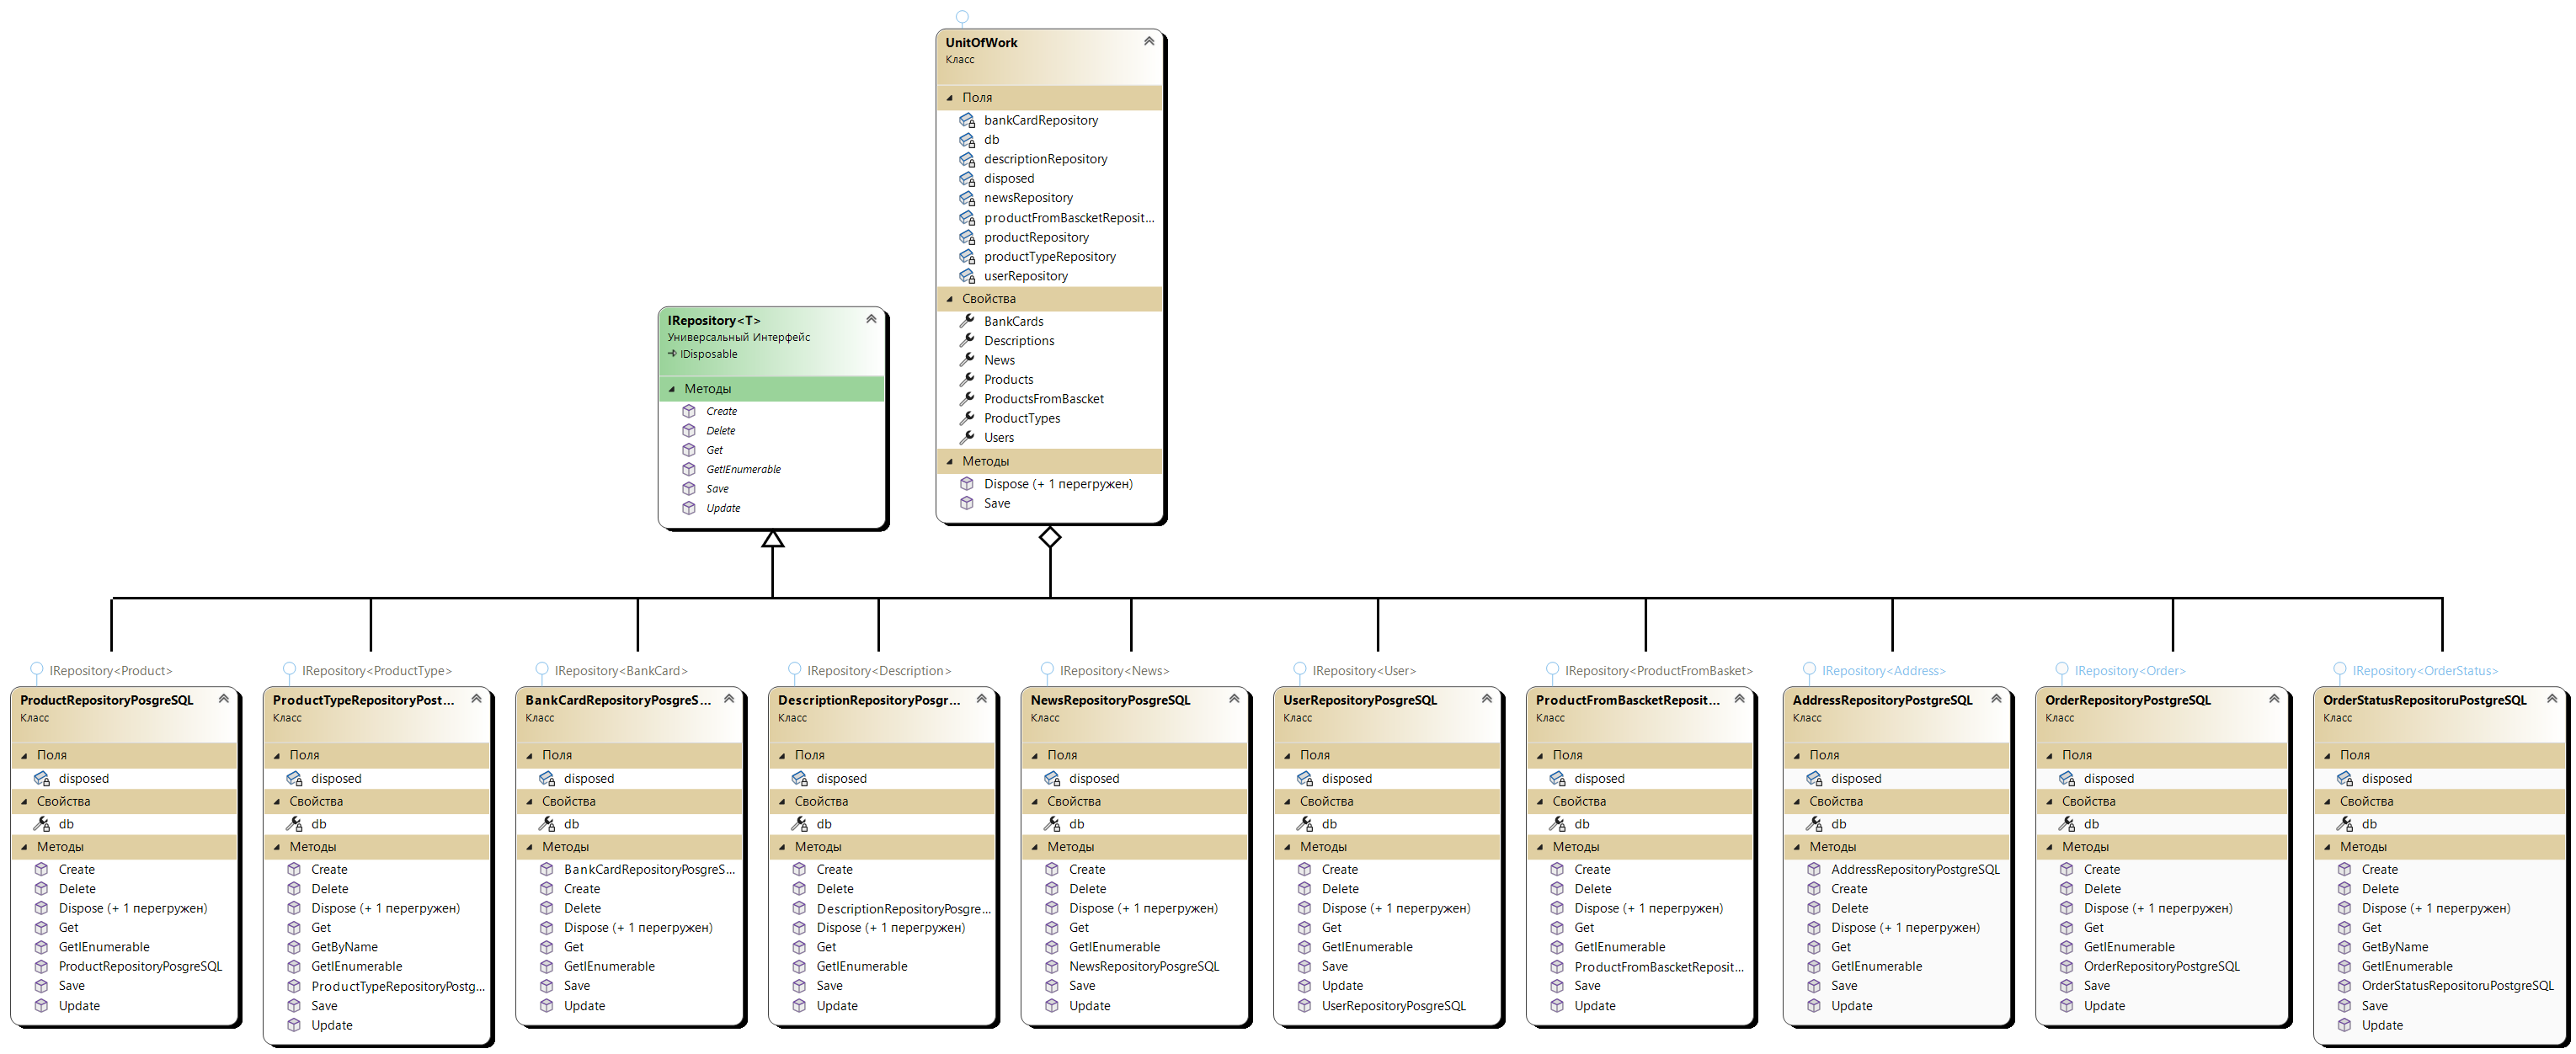 UnitOfWork
Класс
Поля
bankCardRepository
db
descriptionRepository
disposed
newsRepository
productFromBascketReposit...
productRepository
productTypeRepository
userRepository
Свойства
BankCards
Descriptions
News
Products
ProductsFromBascket
ProductTypes
Users
Методы
Dispose (+ 1 перегружен)
Save
IRepository<T>
Универсальный Интерфейс
IDisposable
Методы
Create
Delete
Get
GetIEnumerable
Save
Update
IRepository<Product>
ProductRepositoryPosgreSQL
Класс
Поля
disposed
Свойства
db
Методы
Create
Delete
Dispose (+ 1 перегружен)
Get
GetIEnumerable
ProductRepositoryPosgreSQL
Save
Update
IRepository<ProductType>
ProductTypeRepositoryPost...
Класс
Поля
disposed
Свойства
db
Методы
Create
Delete
Dispose (+ 1 перегружен)
Get
GetByName
GetIEnumerable
ProductTypeRepositoryPostg...
Save
Update
IRepository<BankCard>
BankCardRepositoryPosgreS...
Класс
Поля
disposed
Свойства
db
Методы
BankCardRepositoryPosgreS...
Create
Delete
Dispose (+ 1 перегружен)
Get
GetIEnumerable
Save
Update
IRepository<Description>
DescriptionRepositoryPosgr...
Класс
Поля
disposed
Свойства
db
Методы
Create
Delete
DescriptionRepositoryPosgre...
Dispose (+ 1 перегружен)
Get
GetIEnumerable
Save
Update
IRepository<News>
NewsRepositoryPosgreSQL
Класс
Поля
disposed
Свойства
db
Методы
Create
Delete
Dispose (+ 1 перегружен)
Get
GetIEnumerable
NewsRepositoryPosgreSQL
Save
Update
IRepository<User>
UserRepositoryPosgreSQL
Класс
Поля
disposed
Свойства
db
Методы
Create
Delete
Dispose (+ 1 перегружен)
Get
GetIEnumerable
Save
Update
UserRepositoryPosgreSQL
IRepository<ProductFromBasket>
ProductFromBascketReposit...
Класс
Поля
disposed
Свойства
db
Методы
Create
Delete
Dispose (+ 1 перегружен)
Get
GetIEnumerable
ProductFromBascketReposit...
Save
Update
IRepository<Address>
AddressRepositoryPostgreSQL
Класс
Поля
disposed
Свойства
db
Методы
AddressRepositoryPostgreSQL
Create
Delete
Dispose (+ 1 перегружен)
Get
GetIEnumerable
Save
Update
IRepository<Order>
OrderRepositoryPostgreSQL
Класс
Поля
disposed
Свойства
db
Методы
Create
Delete
Dispose (+ 1 перегружен)
Get
GetIEnumerable
OrderRepositoryPostgreSQL
Save
Update
IRepository<OrderStatus>
OrderStatusRepositoruPostgreSQL
Класс
Поля
disposed
Свойства
db
Методы
Create
Delete
Dispose (+ 1 перегружен)
Get
GetByName
GetIEnumerable
OrderStatusRepositoruPostgreSQL
Save
Update